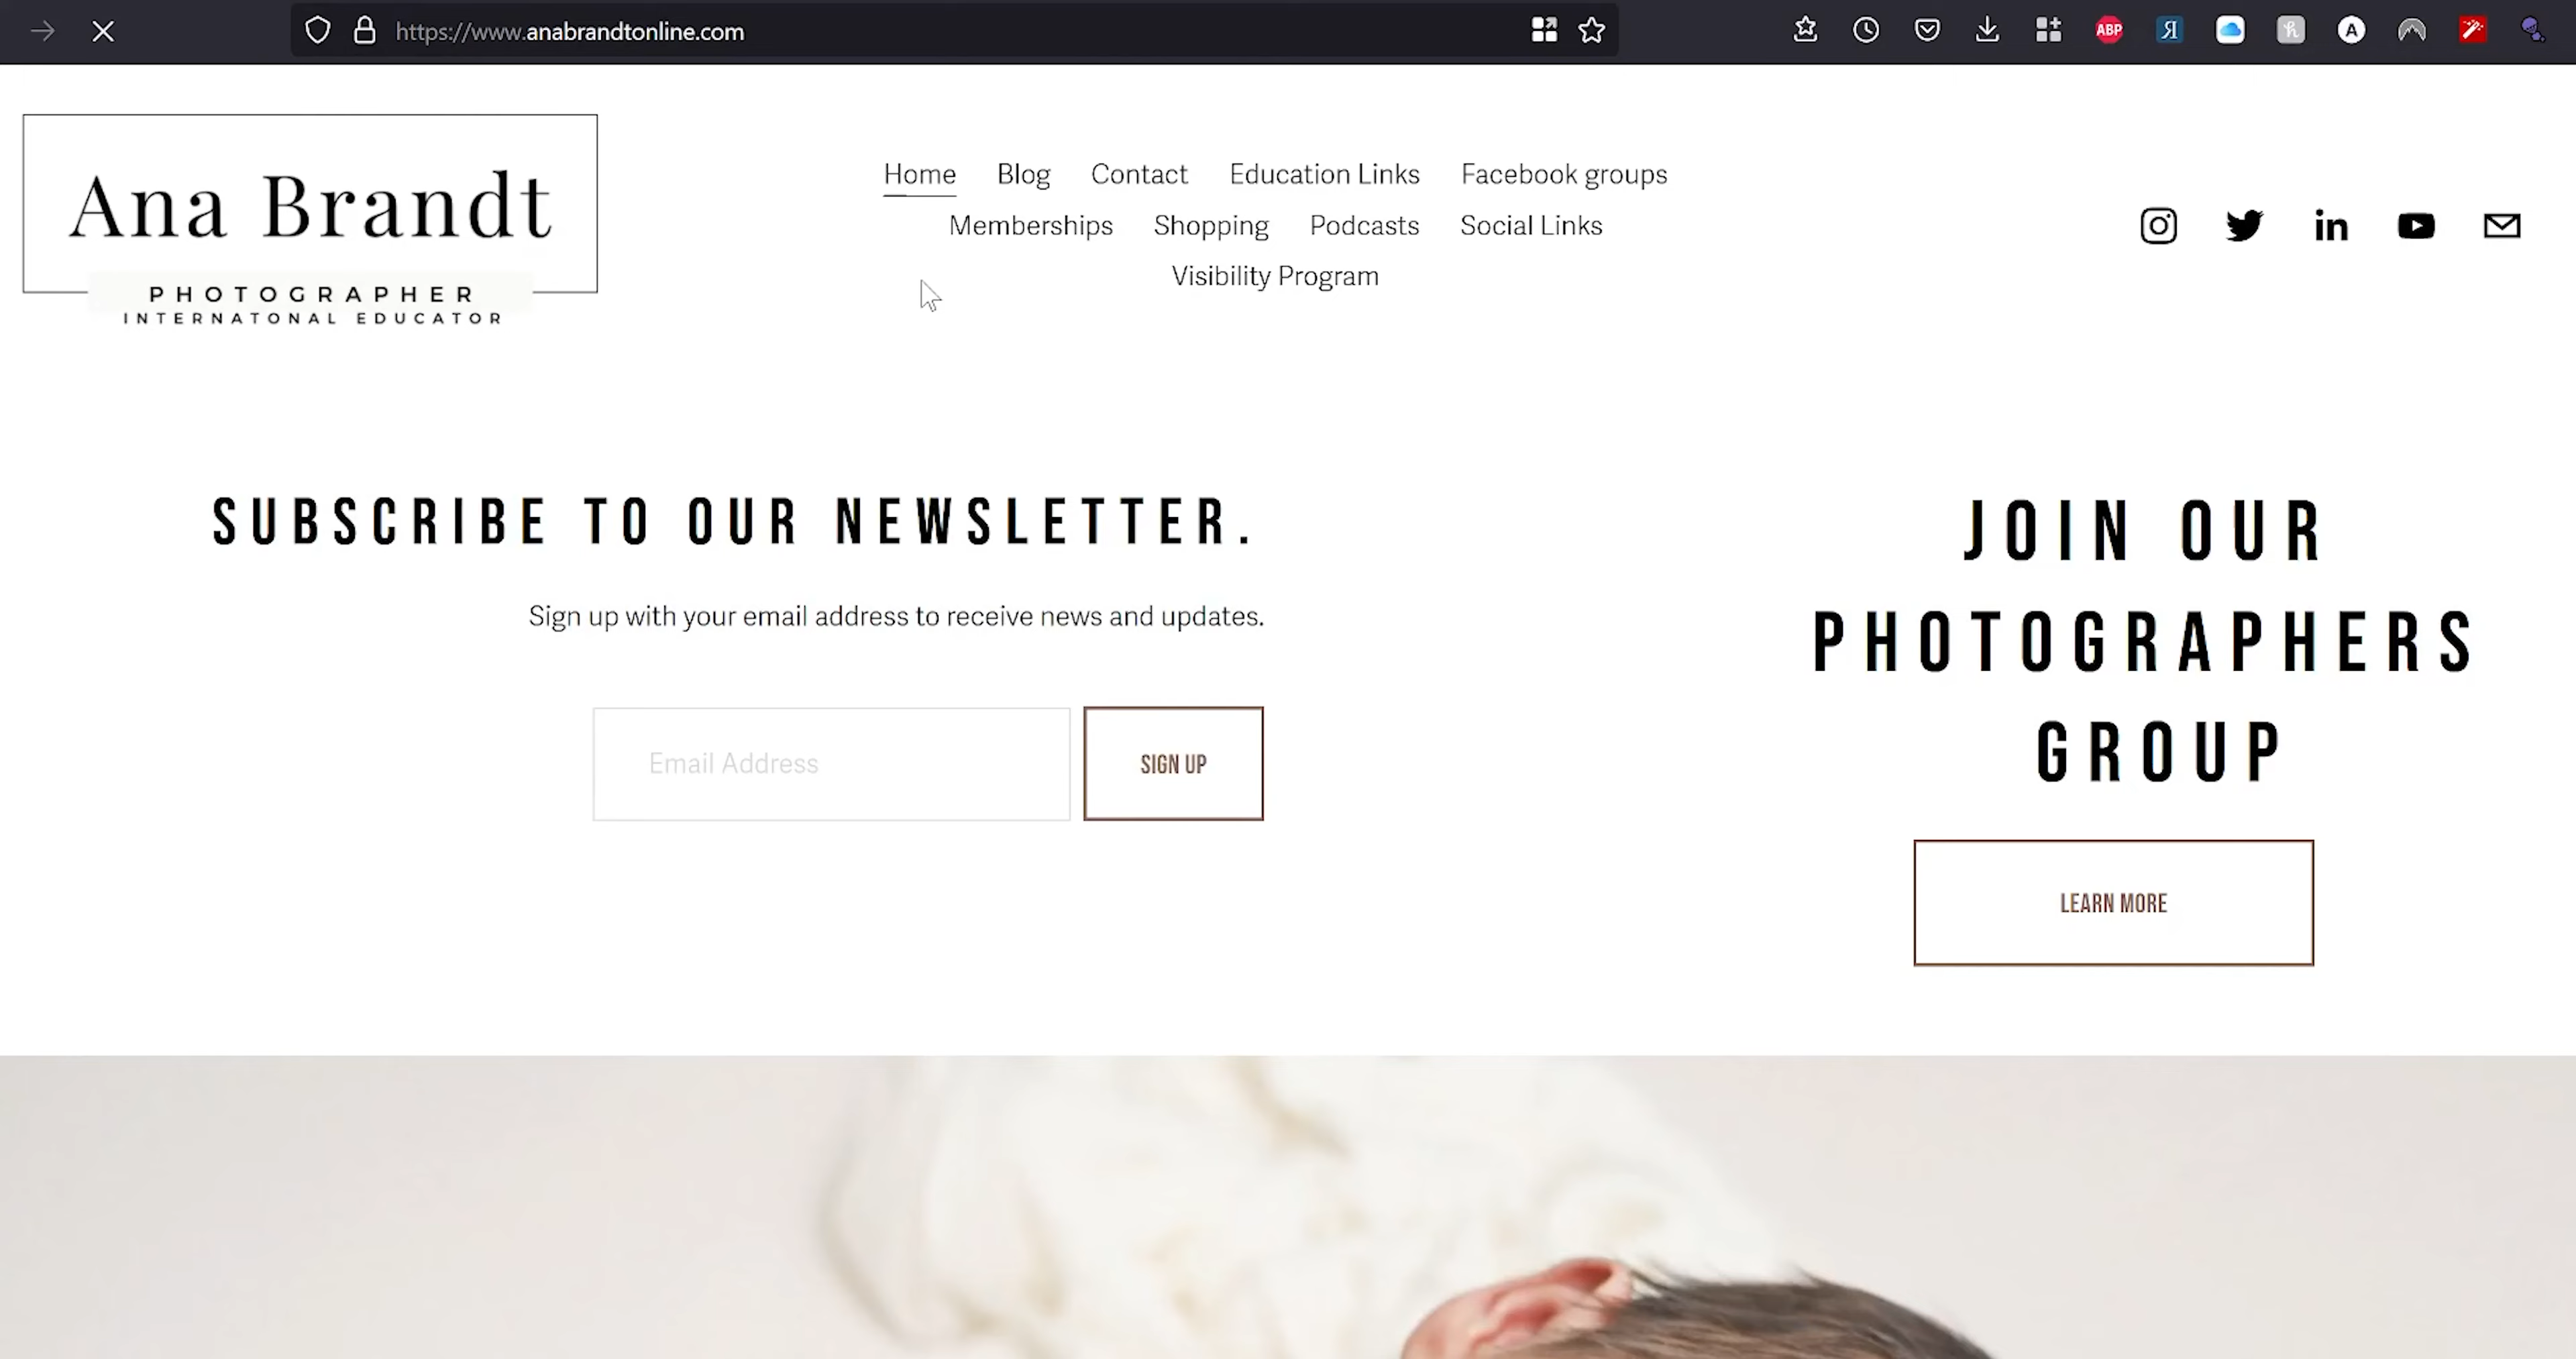 https://www.anabrandtonline.com
ABP
Я
h
A
Ana Brandt
PHOTOGRAPHER
INTERNATONAL EDUCATOR
Home Blog Contact Education Links Facebook groups
Memberships Shopping Podcasts Social Links
Visibility Program
in
SUBSCRIBE TO OUR NEWSLETTER.
Sign up with your email address to receive news and updates.
Email Address
SIGN UP
JOIN OUR
PHOTOGRAPHERS
GROUP
LEARN MORE